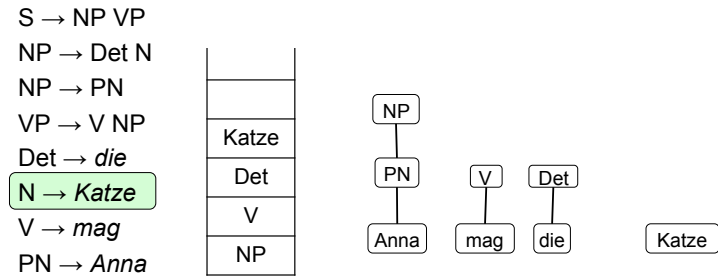 S → NP VP
NP → Det N
NP → PN
VP → V NP
Det → die
N → Katze
V → mag
PN → Anna
Katze
Det
V
NP
NP
PN V Det
Anna mag die Katze